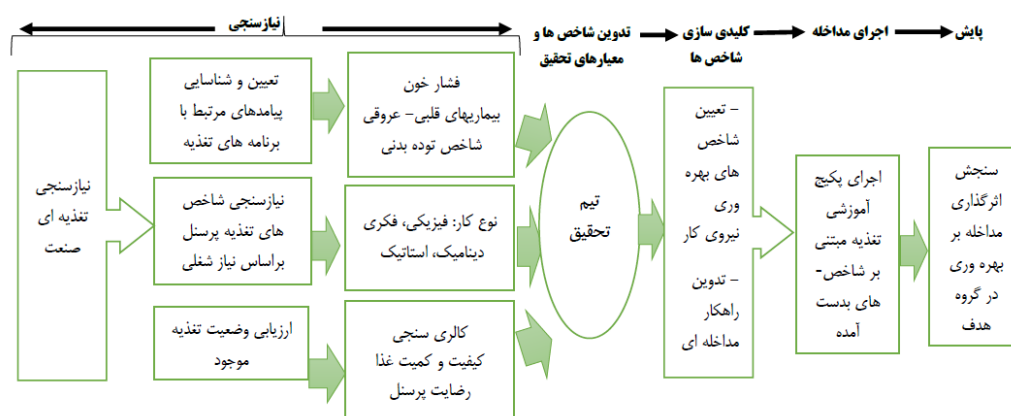 نیازسنجی
تدوین شاخص ها و
معیارهای تحقیق
کلیدی سازی
شاخص ها
اجرای مداخله
پایش
نیازسنجی
تغذیه ای
صنعت
تعیین و شناسایی
پیامدهای مرتبط با
برنامه های تغذیه
نیازسنجی شاخص
های تغذیه پرسنل
براساس نیاز شغلی
ارزیابی وضعیت تغذیه
موجود
فشار خون
بیماریهای قلبی- عروقی
شاخص توده بدنی
نوع کار: فیزیکی، فکری
دینامیک، استاتیک
کالری سنجی
کیفیت و کمیت غذا
رضایت پرسنل
تیم
تحقیق
- تعیین
شاخص
های بهره
وری
نیروی کار
- تدوین
راهکار
مداخله ای
اجرای پکیج
آموزشی
تغذیه مبتنی
بر شاخص-
های بدست
آمده
سنجش
اثرگذاری
مداخله بر
بهره وری
در گروه
هدف